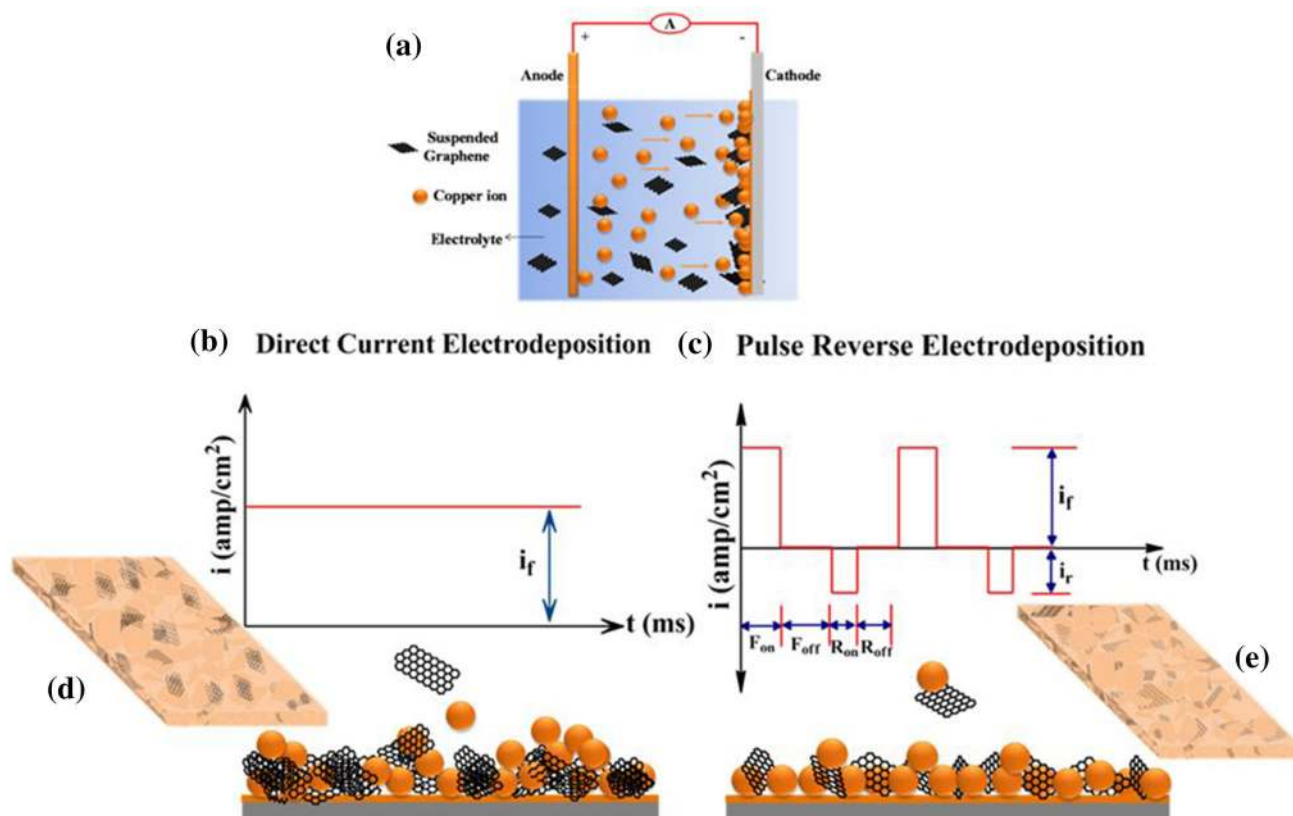 (a)
A
+
-
Anode
Cathode
Suspended
Graphene
Copper ion
Electrolyte
(b) Direct Current Electrodeposition
(c) Pulse Reverse Electrodeposition
i (amp/cm²)
i_f
t (ms)
i (amp/cm²)
i_f
i_r
t (ms)
F_on F_off R_on R_off
(d)
(e)